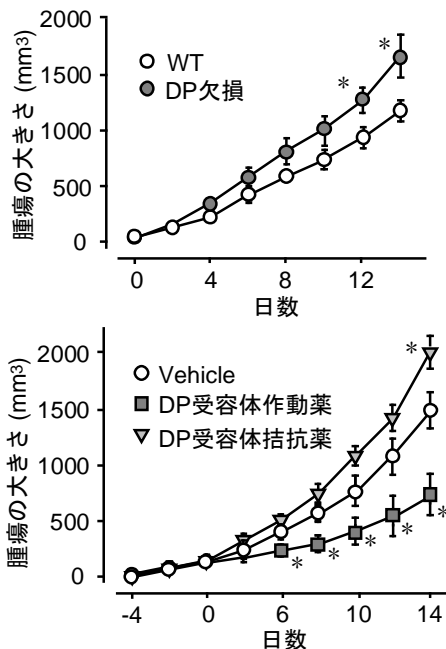 腫瘍の大きさ (mm3)
2000
1500
1000
500
0
WT
DP欠損
*
*
0 4 8 12
日数
腫瘍の大きさ (mm3)
2000
1500
1000
500
0
Vehicle
DP受容体作動薬
DP受容体拮抗薬
*
* * * * *
-4 0 6 10 14
日数